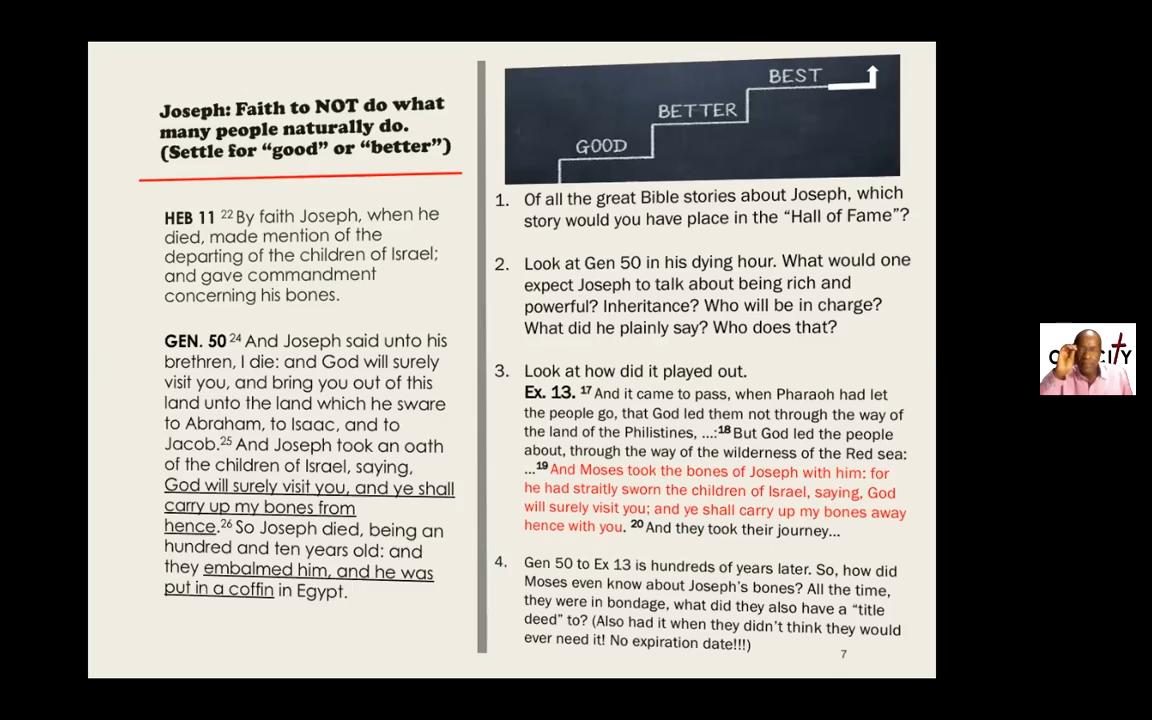 Joseph: Faith to NOT do what
many people naturally do.
(Settle for “good” or “better”)
HEB 11 22 By faith Joseph, when he
died, made mention of the
departing of the children of Israel;
and gave commandment
concerning his bones.
GEN. 50 24 And Joseph said unto his
brethren, I die: and God will surely
visit you, and bring you out of this
land unto the land which he sware
to Abraham, to Isaac, and to
Jacob.25 And Joseph took an oath
of the children of Israel, saying,
God will surely visit you, and ye shall
carry up my bones from
hence.26 So Joseph died, being an
hundred and ten years old: and
they embalmed him, and he was
put in a coffin in Egypt.
GOOD
BETTER
BEST
1. Of all the great Bible stories about Joseph, which
story would you have place in the “Hall of Fame”?
2. Look at Gen 50 in his dying hour. What would one
expect Joseph to talk about being rich and
powerful? Inheritance? Who will be in charge?
What did he plainly say? Who does that?
3. Look at how did it played out.
Ex. 13. 17 And it came to pass, when Pharaoh had let
the people go, that God led them not through the way of
the land of the Philistines, ...:18 But God led the people
about, through the way of the wilderness of the Red sea:
...19 And Moses took the bones of Joseph with him: for
he had straitly sworn the children of Israel, saying, God
will surely visit you; and ye shall carry up my bones away
hence with you. 20 And they took their journey...
4. Gen 50 to Ex 13 is hundreds of years later. So, how did
Moses even know about Joseph’s bones? All the time,
they were in bondage, what did they also have a “title
deed” to? (Also had it when they didn’t think they would
ever need it! No expiration date!!!)
7